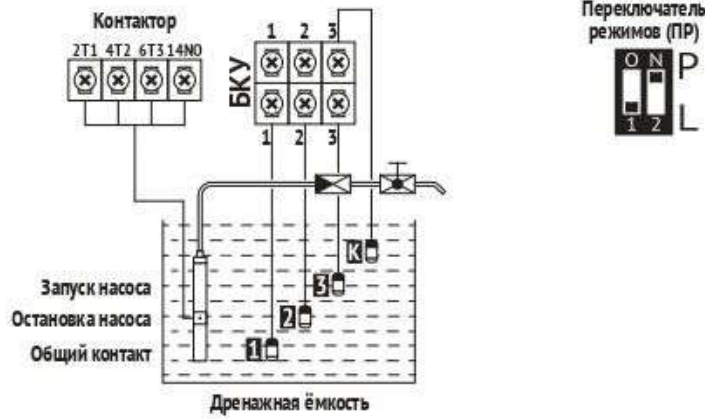 Контактор
2T1 4T2 6T3 14NO
БКУ
1 2 3
1 2 3
Переключатель
режимов (ПР)
O N
1 2
P
L
К
Запуск насоса
3
Остановка насоса
2
Общий контакт
1
Дренажная ёмкость